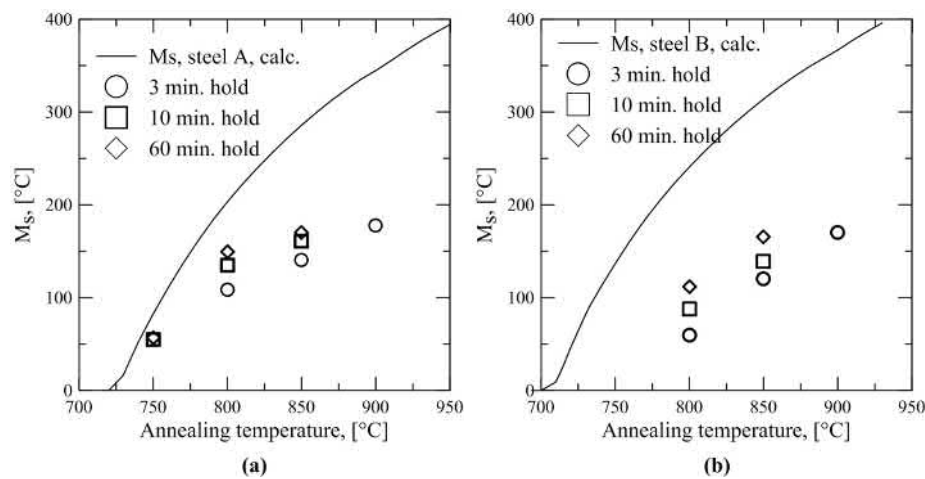 400
300
200
100
0
Ms, [°C]
Ms, steel A, calc.
3 min. hold
10 min. hold
60 min. hold
700 750 800 850 900 950
Annealing temperature, [°C]
(a)
400
300
200
100
0
Ms, [°C]
Ms, steel B, calc.
3 min. hold
10 min. hold
60 min. hold
700 750 800 850 900 950
Annealing temperature, [°C]
(b)